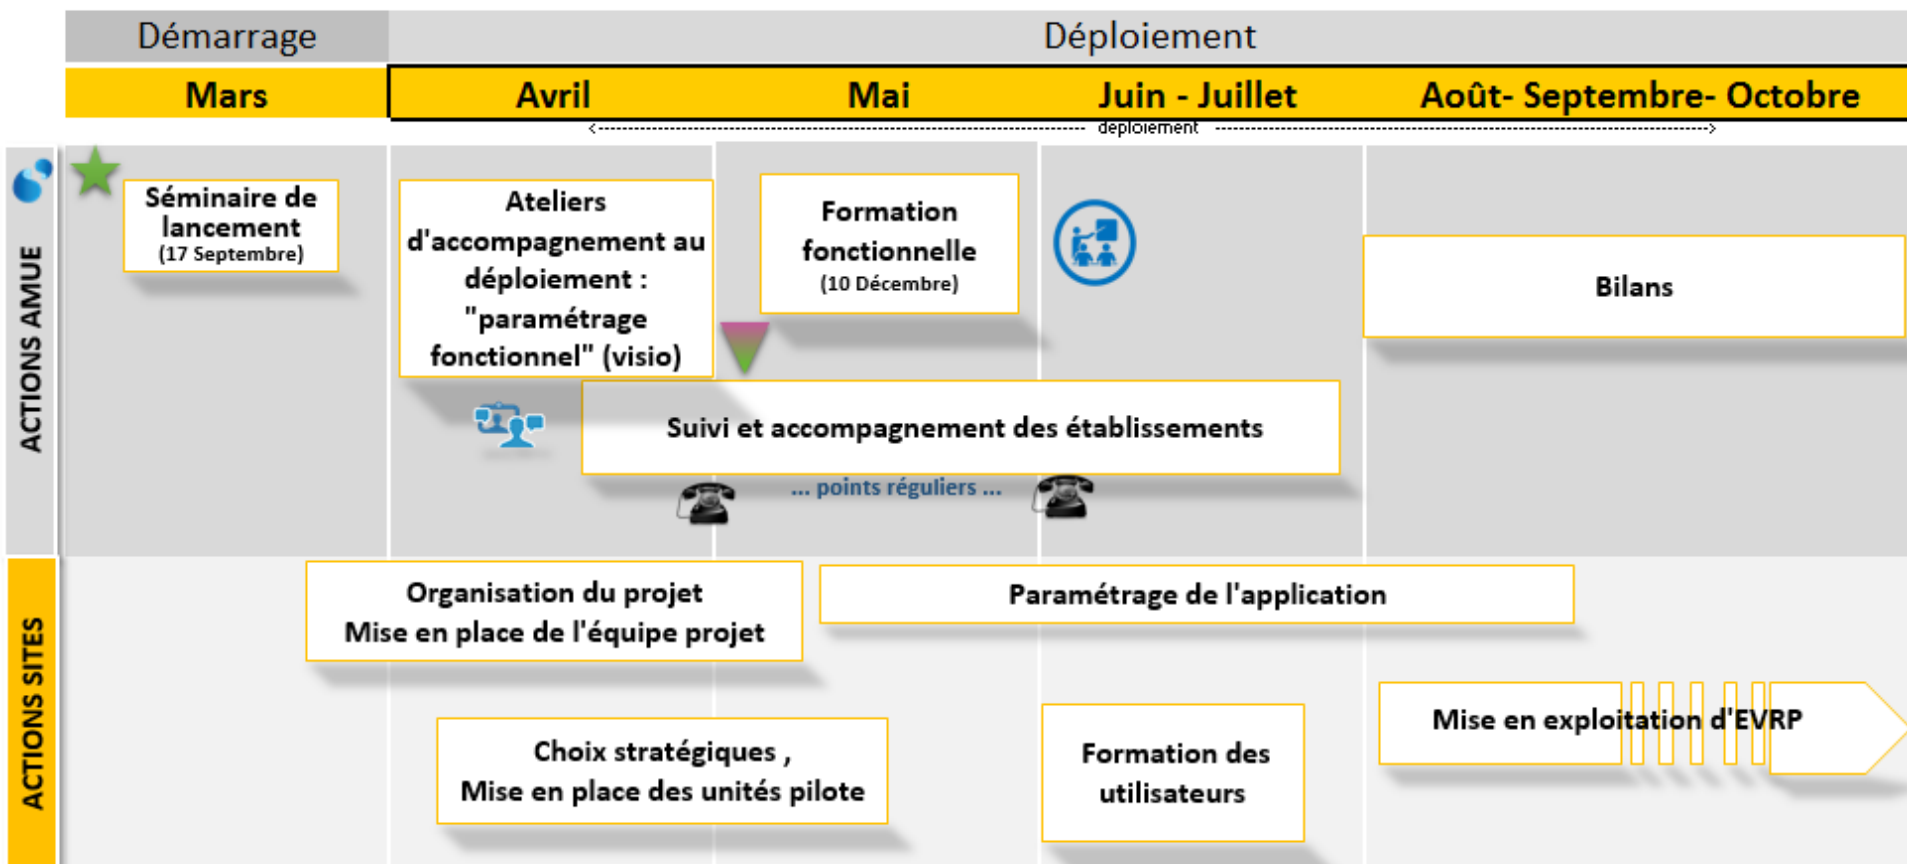 Démarrage
Déploiement
Mars
Avril
Mai
Juin - Juillet
Août- Septembre- Octobre
deploiement
ACTIONS AMUE
Séminaire de
lancement
(17 Septembre)
Ateliers
d'accompagnement au
déploiement :
"paramétrage
fonctionnel" (visio)
Formation
fonctionnelle
(10 Décembre)
Bilans
Suivi et accompagnement des établissements
... points réguliers ...
ACTIONS SITES
Organisation du projet
Mise en place de l'équipe projet
Paramétrage de l'application
Choix stratégiques ,
Mise en place des unités pilote
Formation des
utilisateurs
Mise en exploitation d'EVRP